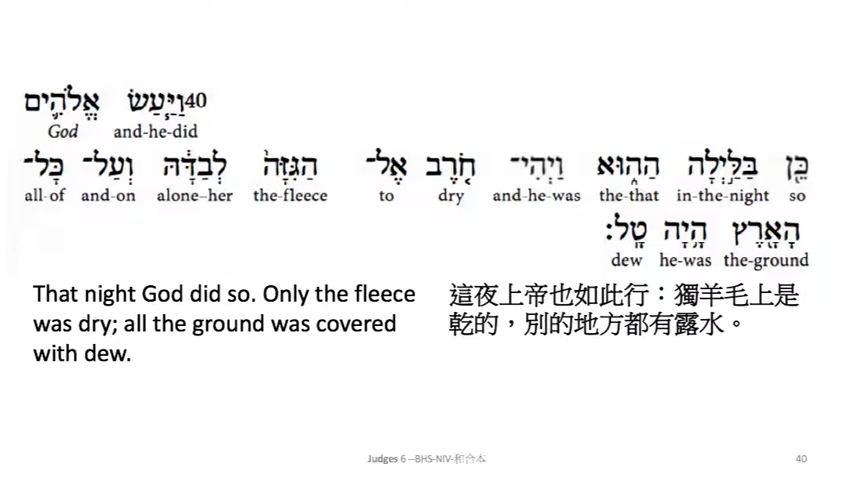 40וַיַּ֧עַשׂ אֱלֹהִ֛ים
and-he-did God
כֵּ֖ן בַּלַּ֣יְלָה הַה֑וּא וַיְהִי־ חֹ֤רֶב אֶל־ הַגִּזָּה֙ לְבַדָּ֔הּ וְעַל־ כָּל־
so in-the-night the-that and-he-was dry to the-fleece alone-her and-on all-of
הָאָ֖רֶץ הָ֥יָה טָֽל׃
the-ground he-was dew
That night God did so. Only the fleece
was dry; all the ground was covered
with dew.
這夜上帝也如此行：獨羊毛上是
乾的，別的地方都有露水。
Judges 6 --BHS-NIV-和合本
40